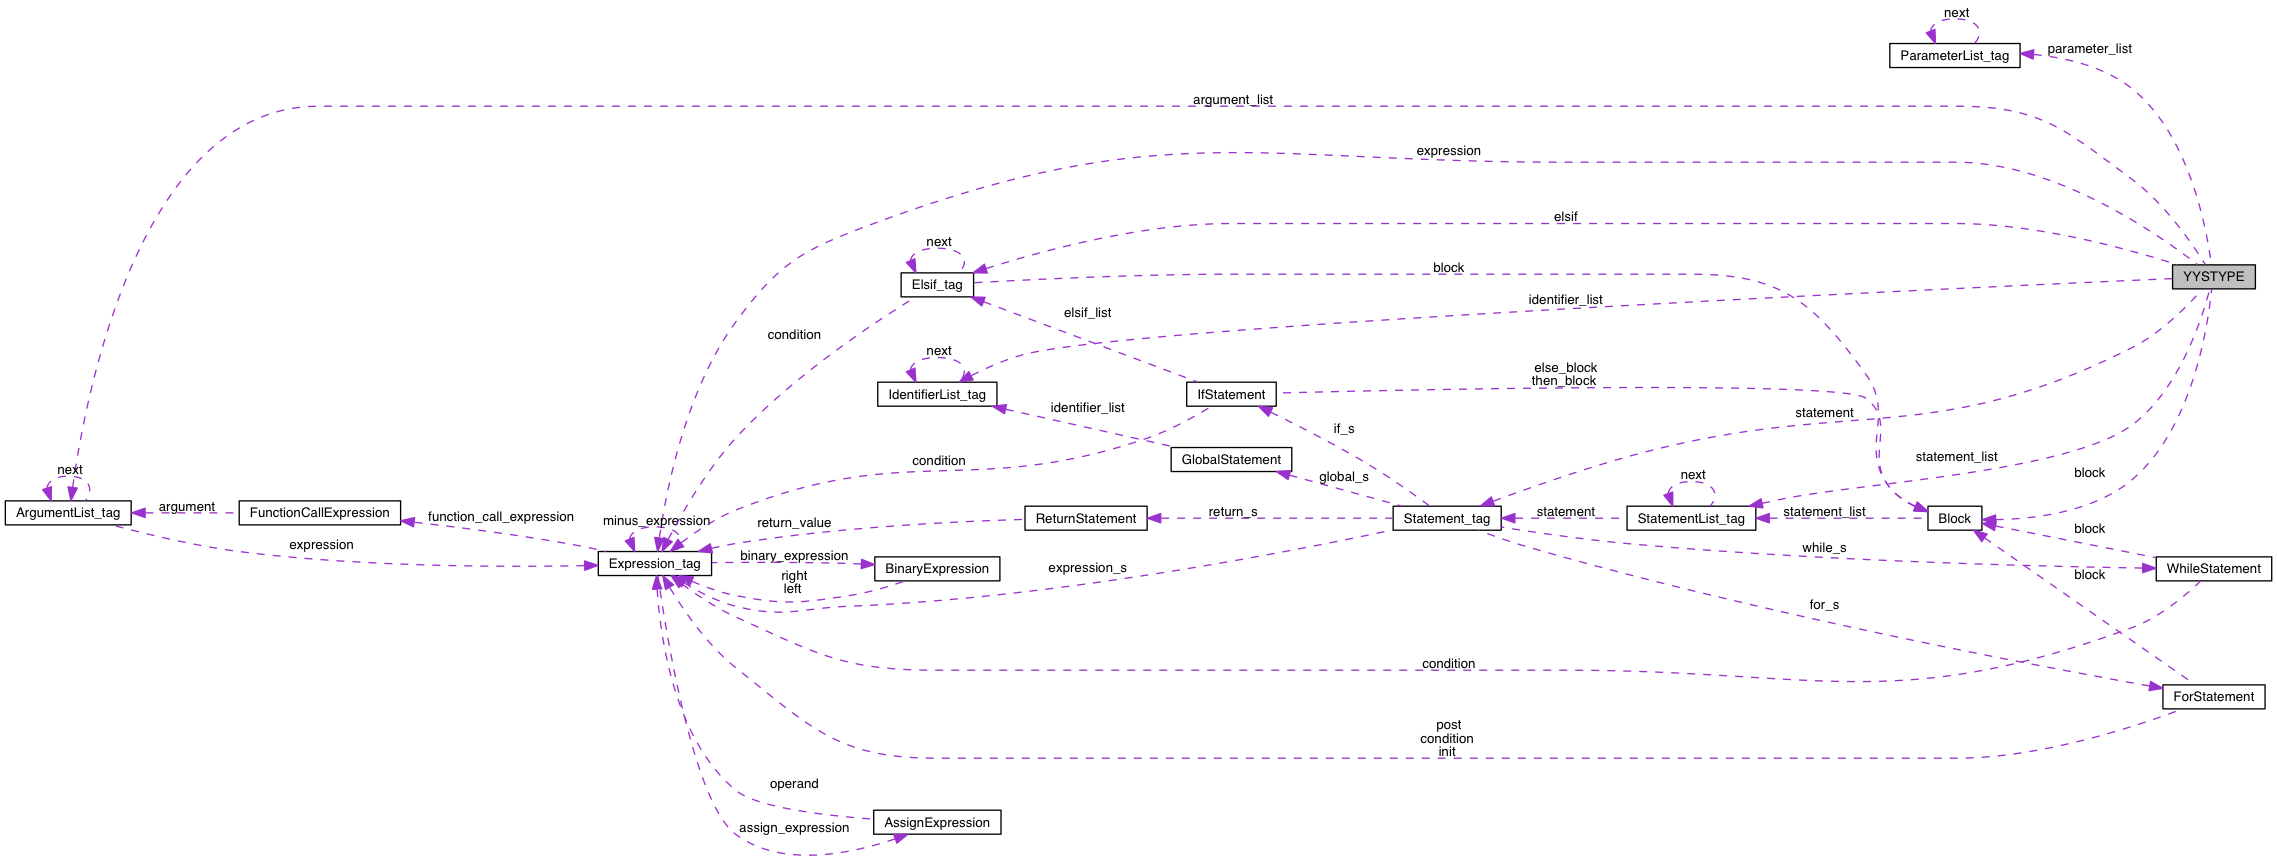 next
ParameterList_tag
parameter_list
argument_list
expression
elsif
next
Elsif_tag
block
YYSTYPE
identifier_list
elsif_list
condition
next
IdentifierList_tag
else_block
then_block
IfStatement
identifier_list
statement
if_s
GlobalStatement
condition
statement_list
block
next
global_s
next
ArgumentList_tag
argument
FunctionCallExpression
function_call_expression
minus_expression
return_value
ReturnStatement
return_s
Statement_tag
statement
StatementList_tag
statement_list
Block
block
expression
Expression_tag
binary_expression
BinaryExpression
expression_s
while_s
WhileStatement
right
left
block
for_s
condition
ForStatement
post
condition
init
operand
assign_expression
AssignExpression